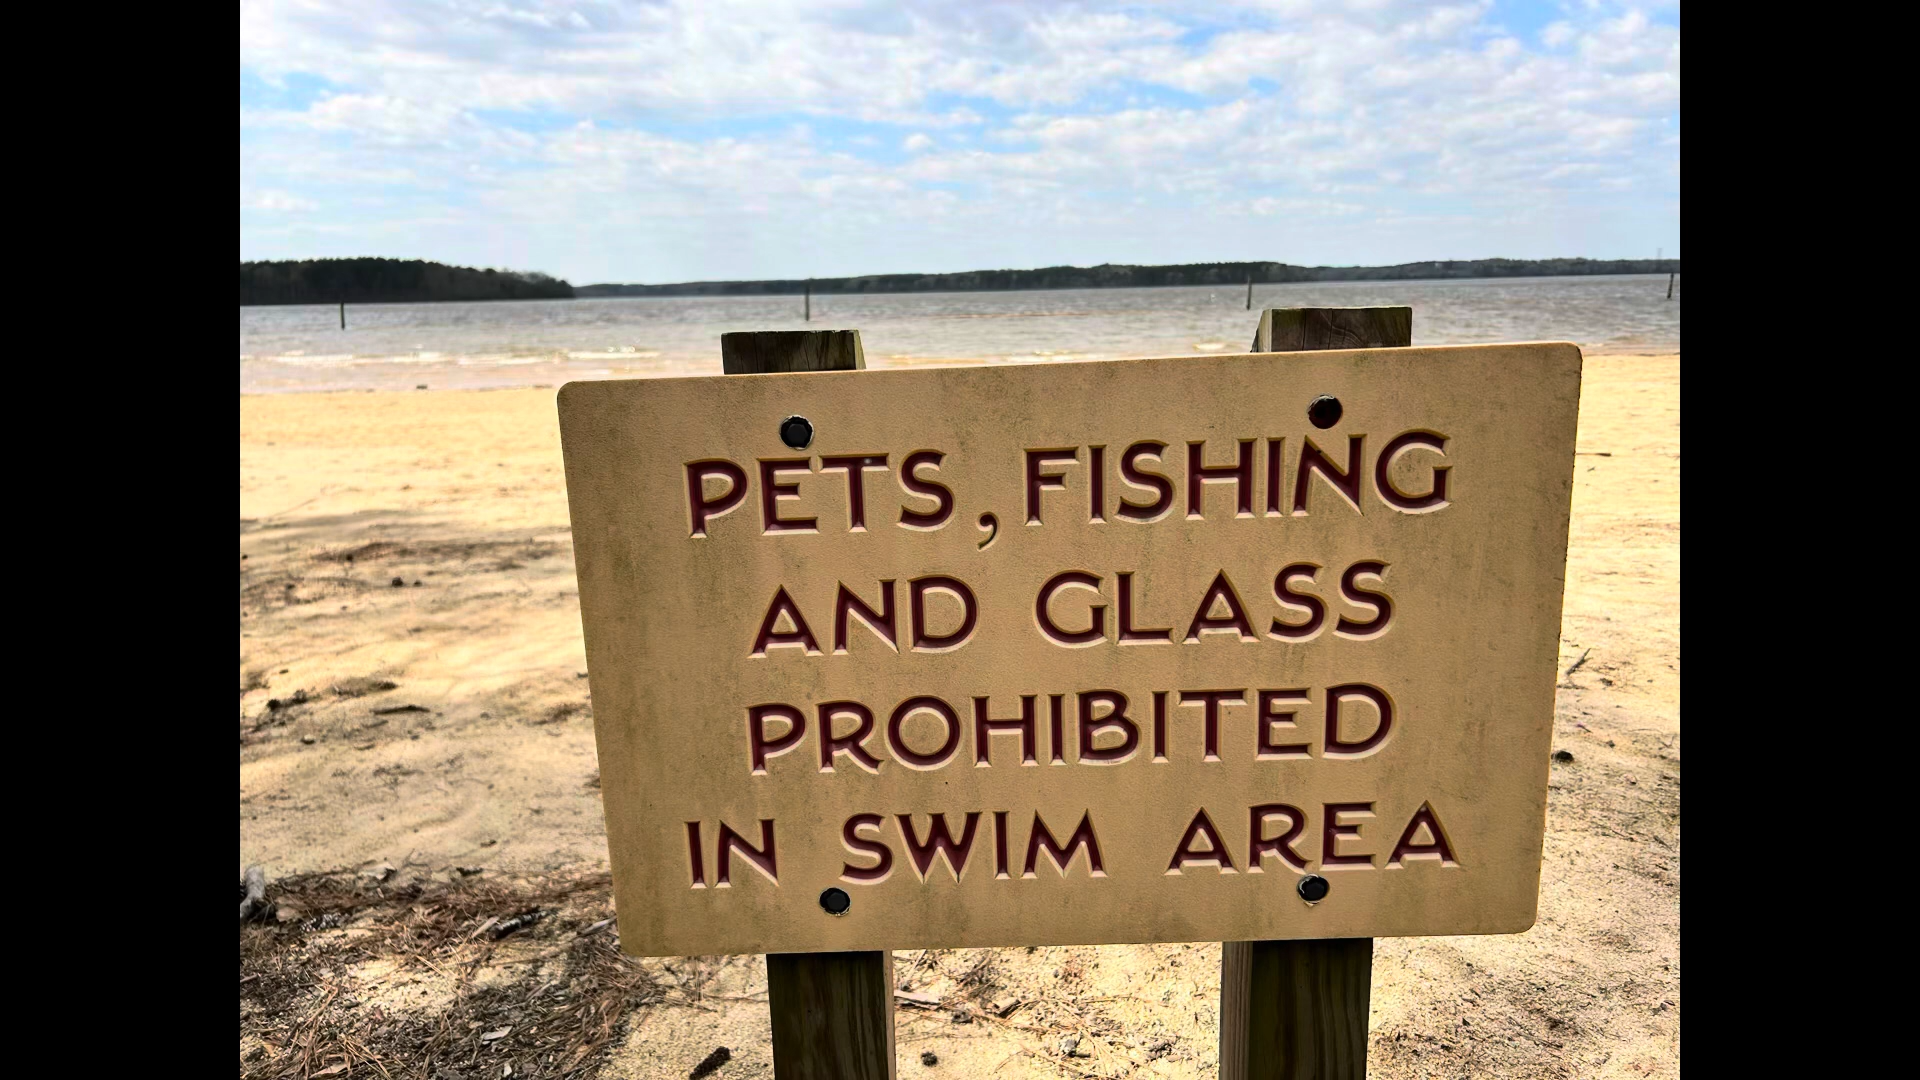 PETS, FISHING
AND GLASS
PROHIBITED
IN SWIM AREA